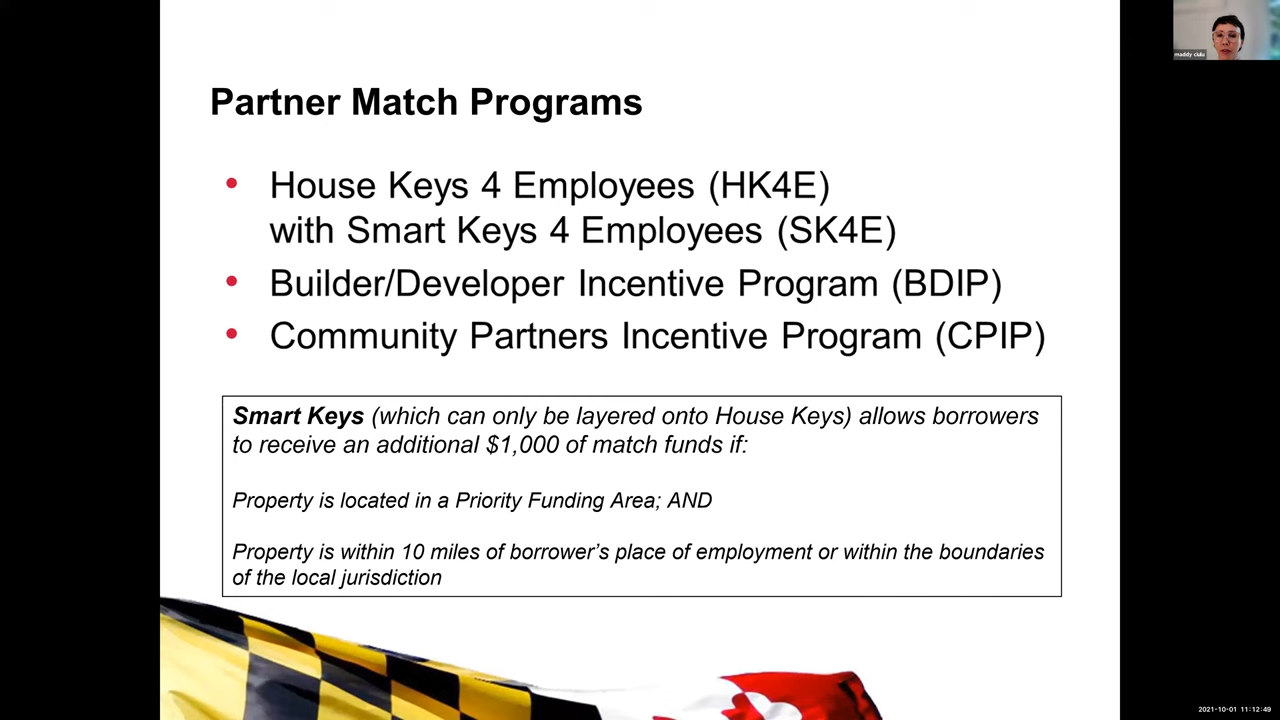 Partner Match Programs
• House Keys 4 Employees (HK4E)
with Smart Keys 4 Employees (SK4E)
• Builder/Developer Incentive Program (BDIP)
• Community Partners Incentive Program (CPIP)
Smart Keys (which can only be layered onto House Keys) allows borrowers
to receive an additional $1,000 of match funds if:
Property is located in a Priority Funding Area; AND
Property is within 10 miles of borrower’s place of employment or within the boundaries
of the local jurisdiction
maddy ciulu
2021-10-01 11:12:49